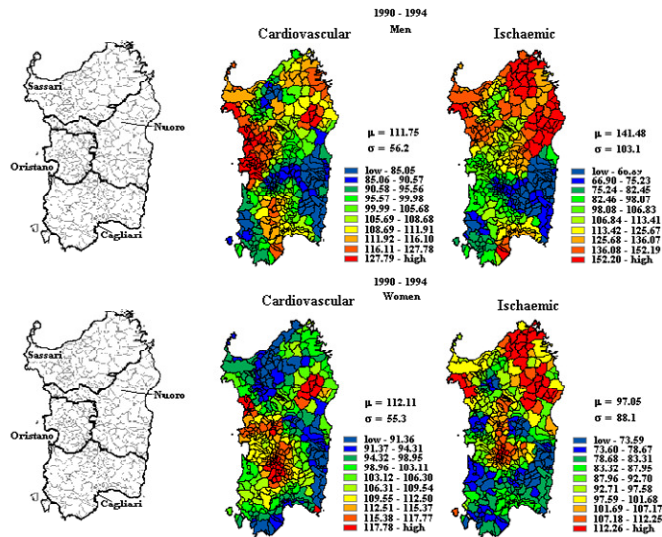 1990 - 1994
Men
Cardiovascular
Ischaemic
Sassari
Nuoro
Oristano
Cagliari
μ = 111.75
σ = 56.2
low - 85.05
85.06 - 90.57
90.58 - 95.56
95.57 - 99.98
99.99 - 105.68
105.69 - 108.68
108.69 - 111.91
111.92 - 116.10
116.11 - 127.78
127.79 - high
μ = 141.48
σ = 103.1
low -
66.90 - 75.23
75.24 - 82.45
82.46 - 98.07
98.08 - 106.83
106.84 - 113.41
113.42 - 125.67
125.68 - 136.07
136.08 - 152.19
152.20 - high
1990 - 1994
Women
Cardiovascular
Ischaemic
Sassari
Nuoro
Oristano
Cagliari
μ = 112.11
σ = 55.3
low - 91.36
91.37 - 94.31
94.32 - 98.95
98.96 - 103.11
103.12 - 106.30
106.31 - 109.54
109.55 - 112.50
112.51 - 115.37
115.38 - 117.77
117.78 - high
μ = 97.05
σ = 88.1
low - 73.59
73.60 - 78.67
78.68 - 83.31
83.32 - 87.95
87.96 - 92.70
92.71 - 97.58
97.59 - 101.68
101.69 - 107.17
107.18 - 112.25
112.26 - high